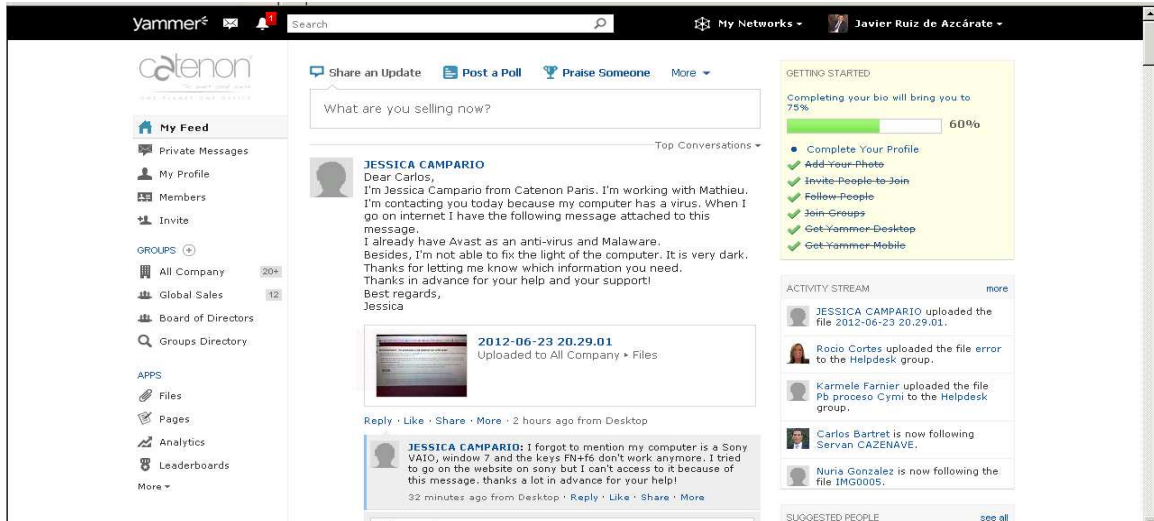 yammer
1
Search
My Networks
Javier Ruiz de Azcárate
catenon
My Feed
Private Messages
My Profile
Members
Invite
GROUPS
All Company 20+
Global Sales 12
Board of Directors
Groups Directory
APPS
Files
Pages
Analytics
Leaderboards
More
Share an Update Post a Poll Praise Someone More
What are you selling now?
Top Conversations
JESSICA CAMPARIO
Dear Carlos,
I'm Jessica Campario from Catenon Paris. I'm working with Mathieu.
I'm contacting you today because my computer has a virus. When I
go on internet I have the following message attached to this
message.
I already have Avast as an anti-virus and Malaware.
Besides, I'm not able to fix the light of the computer. It is very dark.
Thanks for letting me know which information you need.
Thanks in advance for your help and your support!
Best regards,
Jessica
2012-06-23 20.29.01
Uploaded to All Company ▸ Files
Reply · Like · Share · More · 2 hours ago from Desktop
JESSICA CAMPARIO: I forgot to mention my computer is a Sony
VAIO, window 7 and the keys FN+f6 don't work anymore. I tried
to go on the website on sony but I can't access to it because of
this message. thanks a lot in advance for your help!
32 minutes ago from Desktop · Reply · Like · Share · More
GETTING STARTED
Completing your bio will bring you to
75%
60%
Complete Your Profile
Add Your Photo
Invite People to Join
Follow People
Join Groups
Get Yammer Desktop
Get Yammer Mobile
ACTIVITY STREAM more
JESSICA CAMPARIO uploaded the
file 2012-06-23 20.29.01.
Rocio Cortes uploaded the file error
to the Helpdesk group.
Karmele Farnier uploaded the file
Pb proceso Cymi to the Helpdesk
group.
Carlos Bartret is now following
Servan CAZENAVE.
Nuria Gonzalez is now following the
file IMG0005.
SUGGESTED PEOPLE see all